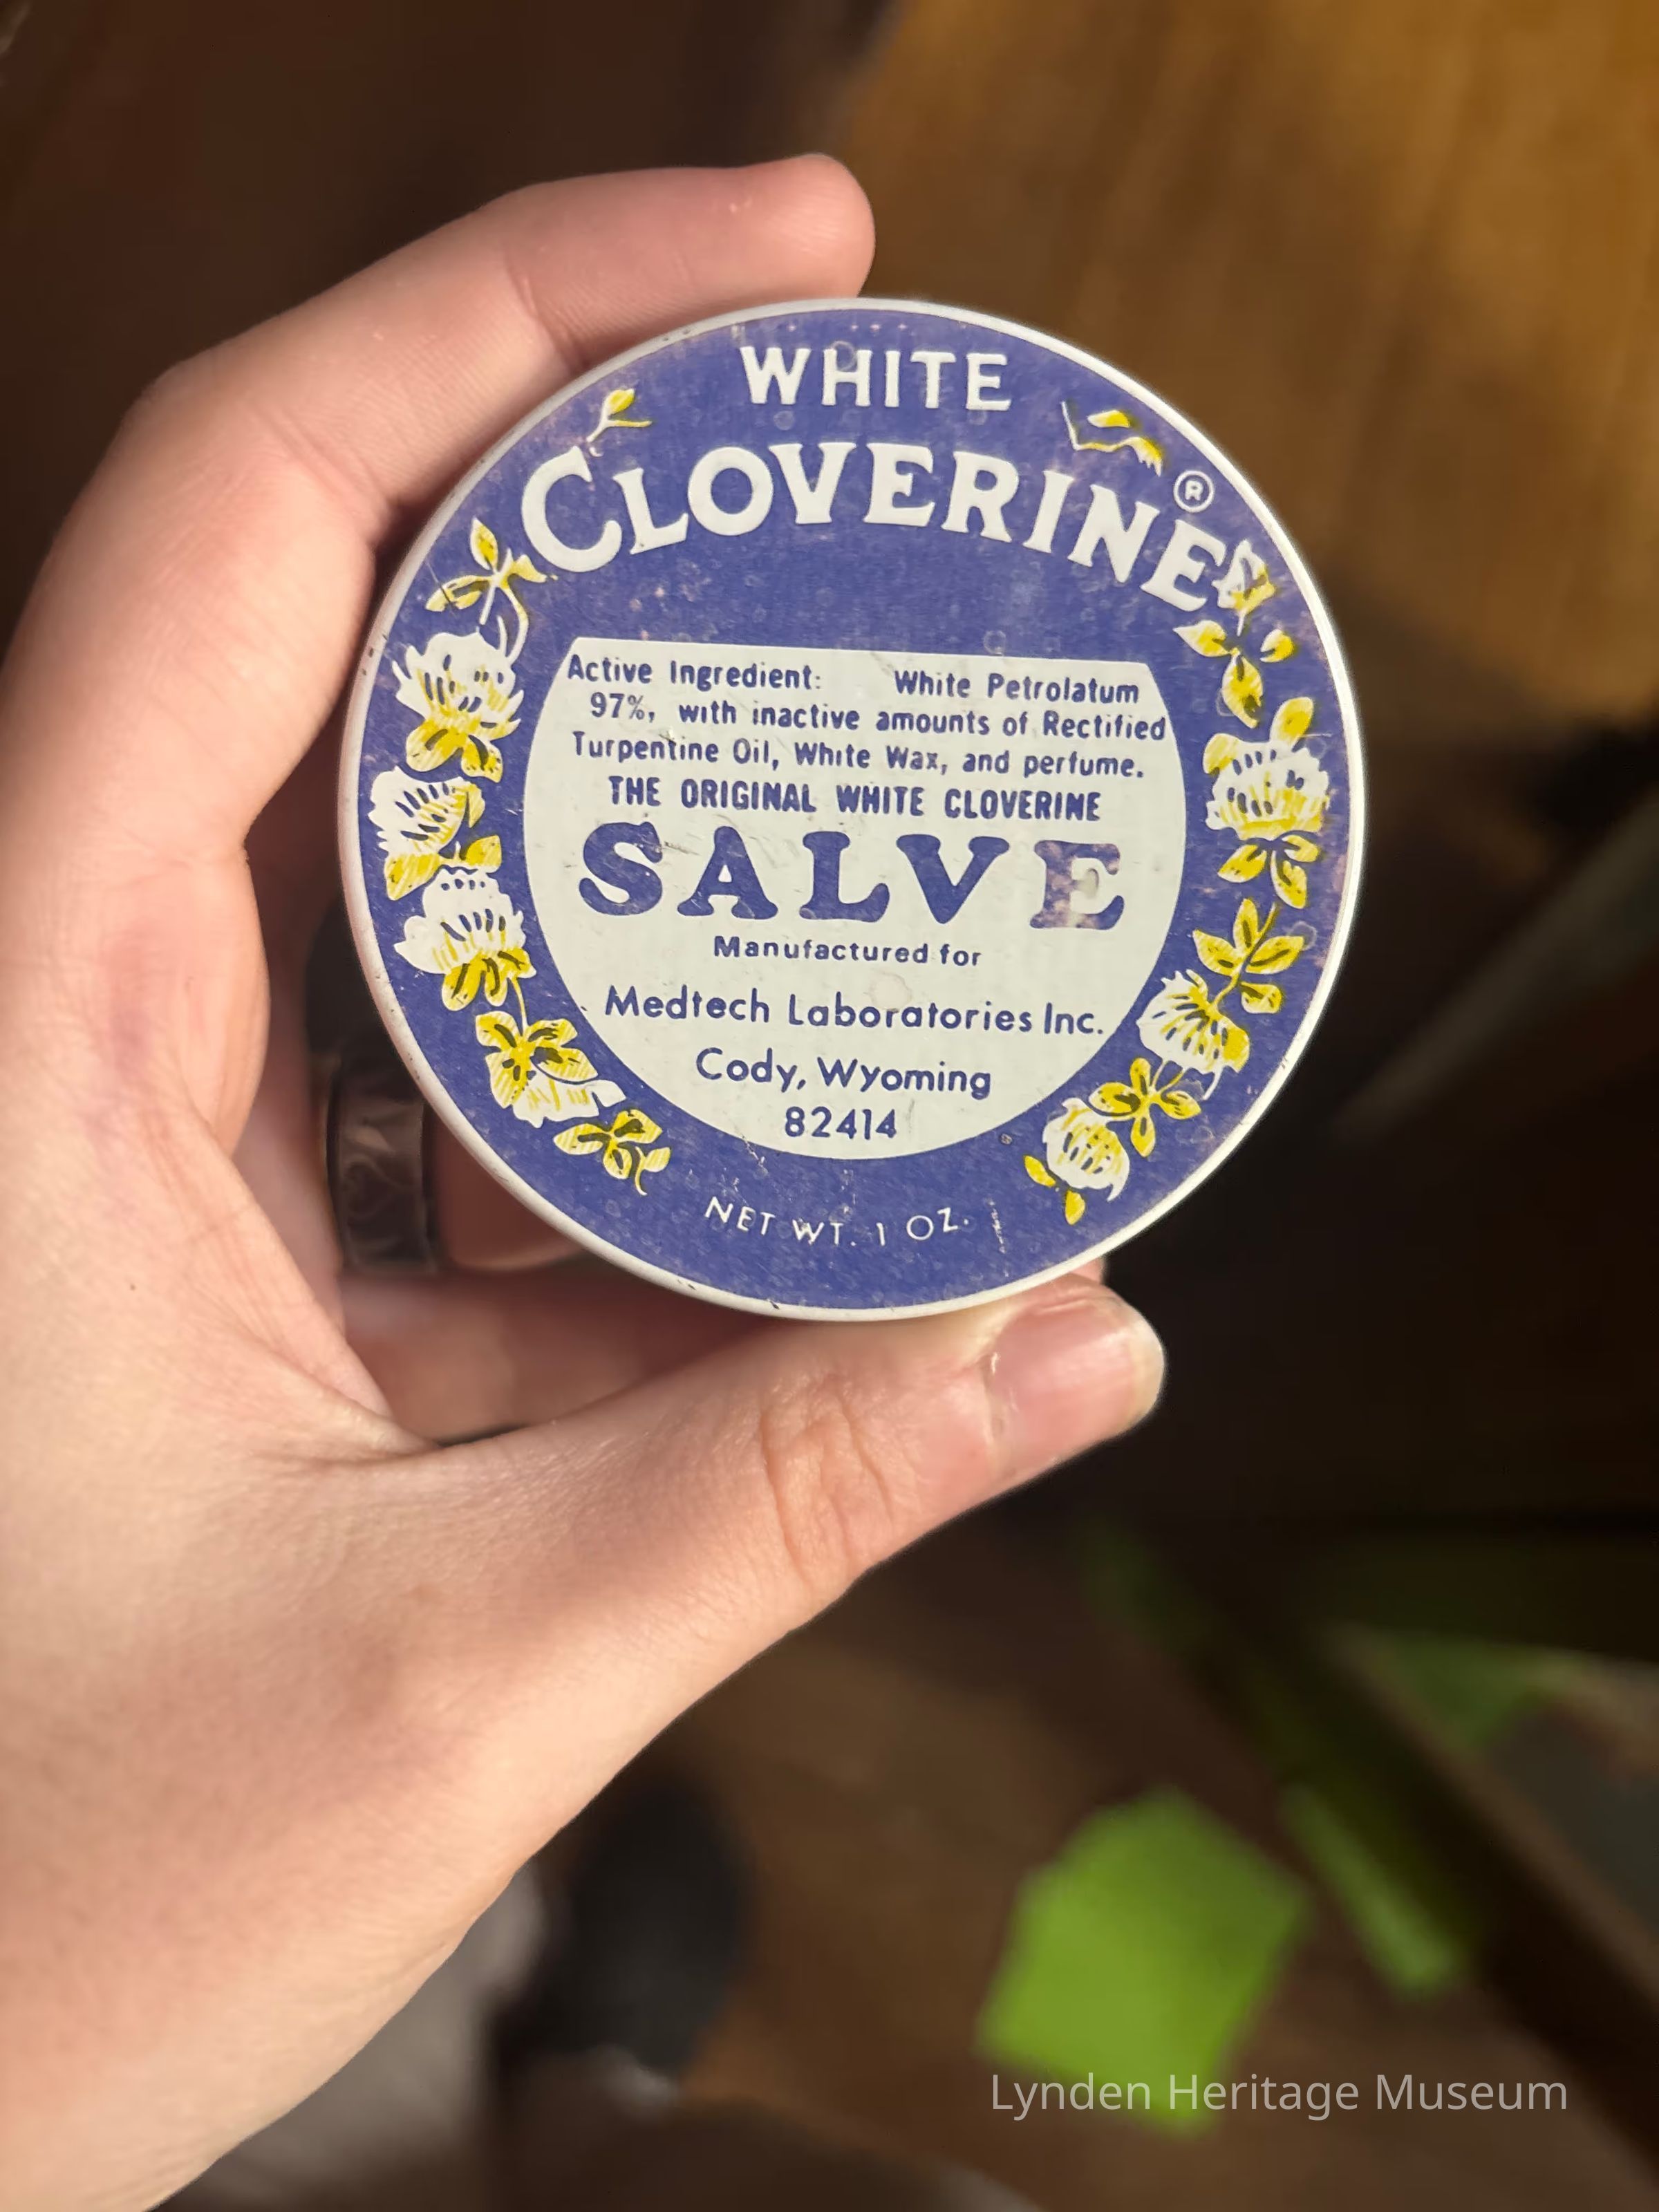 WHITE
CLOVERINE®
Active Ingredient: White Petrolatum
97%, with inactive amounts of Rectified
Turpentine Oil, White Wax, and perfume.
THE ORIGINAL WHITE CLOVERINE
SALVE
Manufactured for
Medtech Laboratories Inc.
Cody, Wyoming
82414
NET WT. 1 OZ.
Lynden Heritage Museum